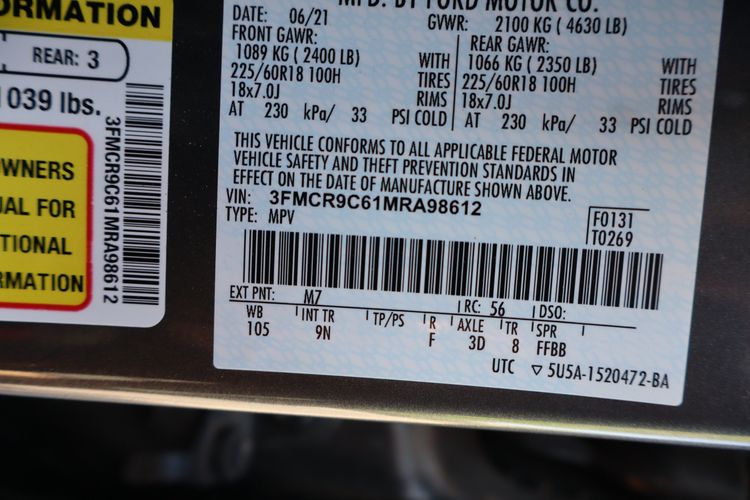 ORMATION
REAR: 3
1039 lbs.
OWNERS
UAL FOR
TIONAL
RMATION
3FMCR9C61MRA98612
MFD. BY FORD MOTOR CO.
DATE: 06/21 GVWR: 2100 KG ( 4630 LB)
FRONT GAWR: REAR GAWR:
1089 KG ( 2400 LB) WITH 1066 KG ( 2350 LB) WITH
225/60R18 100H TIRES 225/60R18 100H TIRES
18x7.0J RIMS 18x7.0J RIMS
AT 230 kPa/ 33 PSI COLD AT 230 kPa/ 33 PSI COLD
THIS VEHICLE CONFORMS TO ALL APPLICABLE FEDERAL MOTOR
VEHICLE SAFETY AND THEFT PREVENTION STANDARDS IN
EFFECT ON THE DATE OF MANUFACTURE SHOWN ABOVE.
VIN: 3FMCR9C61MRA98612
TYPE: MPV
F0131
T0269
EXT PNT: M7 RC: 56 DSO:
WB INT TR TP/PS R AXLE TR SPR
105 9N F 3D 8 FFBB
UTC ▽ 5U5A-1520472-BA